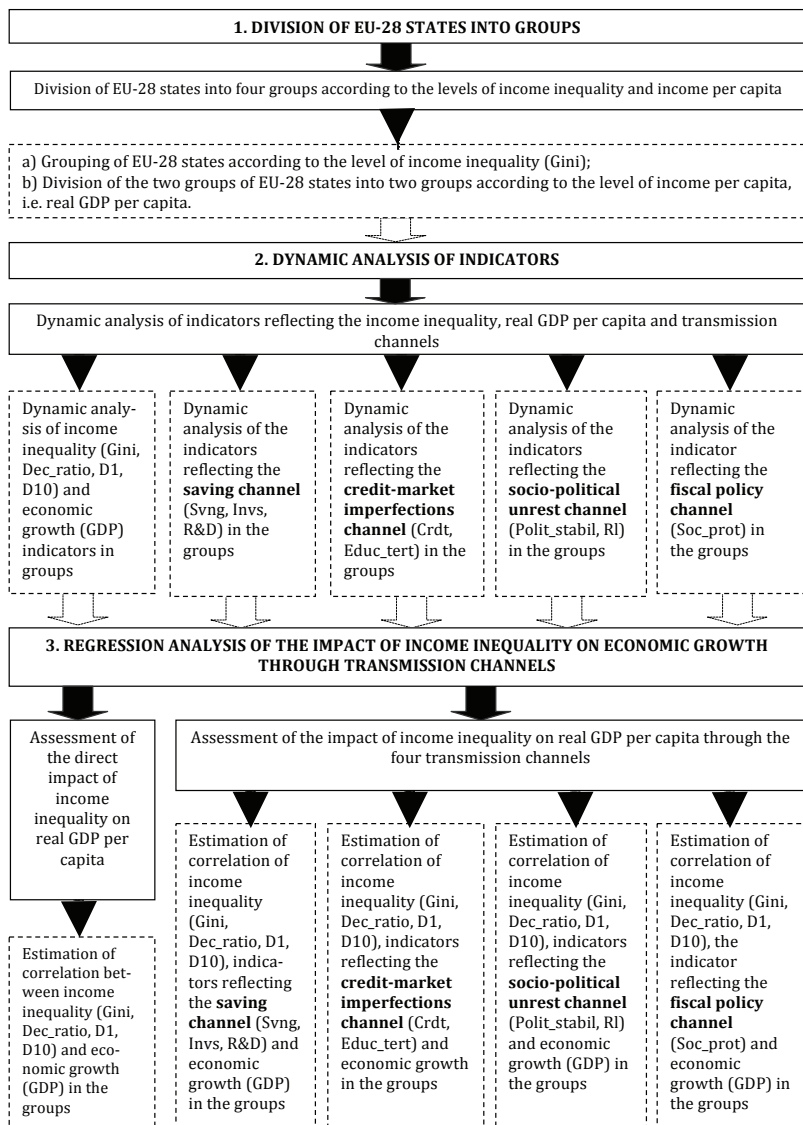 1. DIVISION OF EU-28 STATES INTO GROUPS
Division of EU-28 states into four groups according to the levels of income inequality and income per capita
a) Grouping of EU-28 states according to the level of income inequality (Gini);
b) Division of the two groups of EU-28 states into two groups according to the level of income per capita,
i.e. real GDP per capita.
2. DYNAMIC ANALYSIS OF INDICATORS
Dynamic analysis of indicators reflecting the income inequality, real GDP per capita and transmission
channels
Dynamic analy-
sis of income
inequality (Gini,
Dec_ratio, D1,
D10) and
economic
growth (GDP)
indicators in
groups
Dynamic
analysis of the
indicators
reflecting the
saving channel
(Svng, Invs,
R&D) in the
groups
Dynamic
analysis of the
indicators
reflecting the
credit-market
imperfections
channel (Crdt,
Educ_tert) in the
groups
Dynamic
analysis of the
indicators
reflecting the
socio-political
unrest channel
(Polit_stabil, Rl)
in the groups
Dynamic
analysis of the
indicator
reflecting the
fiscal policy
channel
(Soc_prot) in
the groups
3. REGRESSION ANALYSIS OF THE IMPACT OF INCOME INEQUALITY ON ECONOMIC GROWTH
THROUGH TRANSMISSION CHANNELS
Assessment of
the direct
impact of
income
inequality on
real GDP per
capita
Assessment of the impact of income inequality on real GDP per capita through the
four transmission channels
Estimation of
correlation bet-
ween income
inequality (Gini,
Dec_ratio, D1,
D10) and eco-
nomic growth
(GDP) in the
groups
Estimation of
correlation of
income
inequality
(Gini,
Dec_ratio, D1,
D10), indica-
tors reflecting
the saving
channel (Svng,
Invs, R&D) and
economic
growth (GDP)
in the groups
Estimation of
correlation of
income
inequality (Gini,
Dec_ratio, D1,
D10), indicators
reflecting the
credit-market
imperfections
channel (Crdt,
Educ_tert) and
economic growth
in the groups
Estimation of
correlation of
income
inequality (Gini,
Dec_ratio, D1,
D10), indicators
reflecting the
socio-political
unrest channel
(Polit_stabil, Rl)
and economic
growth (GDP) in
the groups
Estimation of
correlation of
income
inequality (Gini,
Dec_ratio, D1,
D10), the
indicator
reflecting the
fiscal policy
channel
(Soc_prot) and
economic
growth (GDP) in
the groups